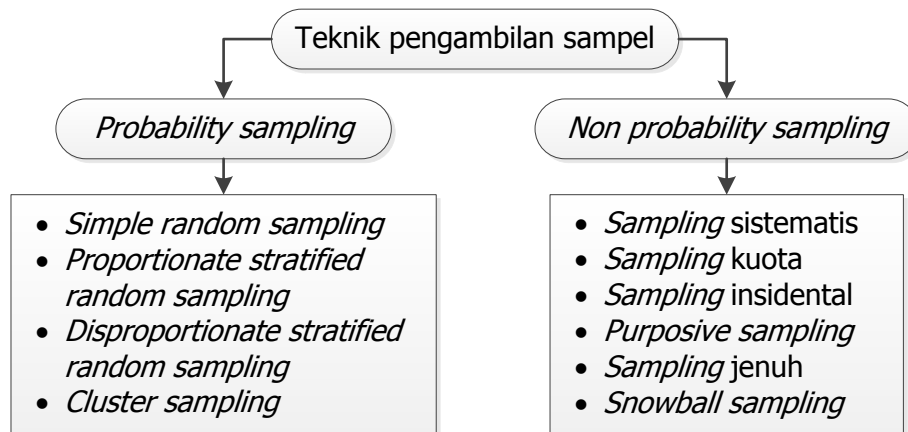 Teknik pengambilan sampel
Probability sampling
• Simple random sampling
• Proportionate stratified
random sampling
• Disproportionate stratified
random sampling
• Cluster sampling
Non probability sampling
• Sampling sistematis
• Sampling kuota
• Sampling insidental
• Purposive sampling
• Sampling jenuh
• Snowball sampling